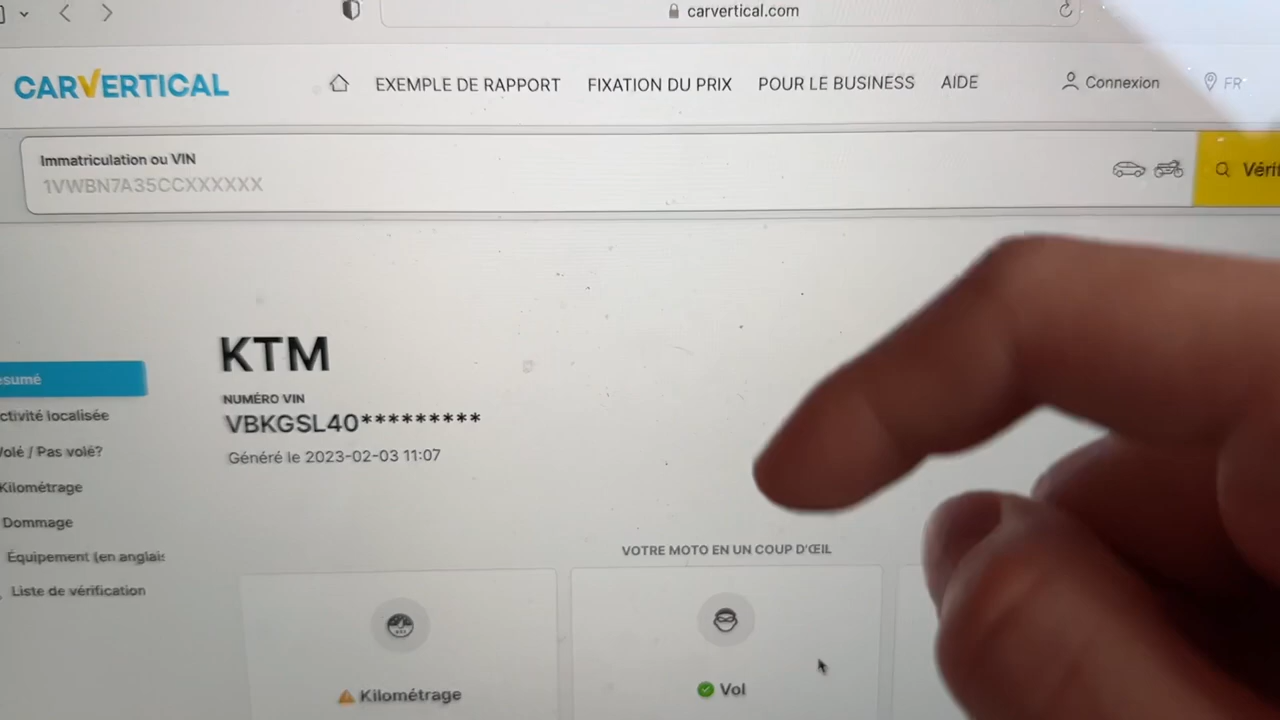 carvertical.com
CARVERTICAL
EXEMPLE DE RAPPORT
FIXATION DU PRIX
POUR LE BUSINESS
AIDE
Connexion
FR
Immatriculation ou VIN
1VWBN7A35CCXXXXXX
Véri
KTM
NUMÉRO VIN
VBKGSL40*********
Généré le 2023-02-03 11:07
ésumé
ctivité localisée
Volé / Pas volé?
Kilométrage
Dommage
Équipement (en anglais
Liste de vérification
VOTRE MOTO EN UN COUP D'ŒIL
Kilométrage
Vol